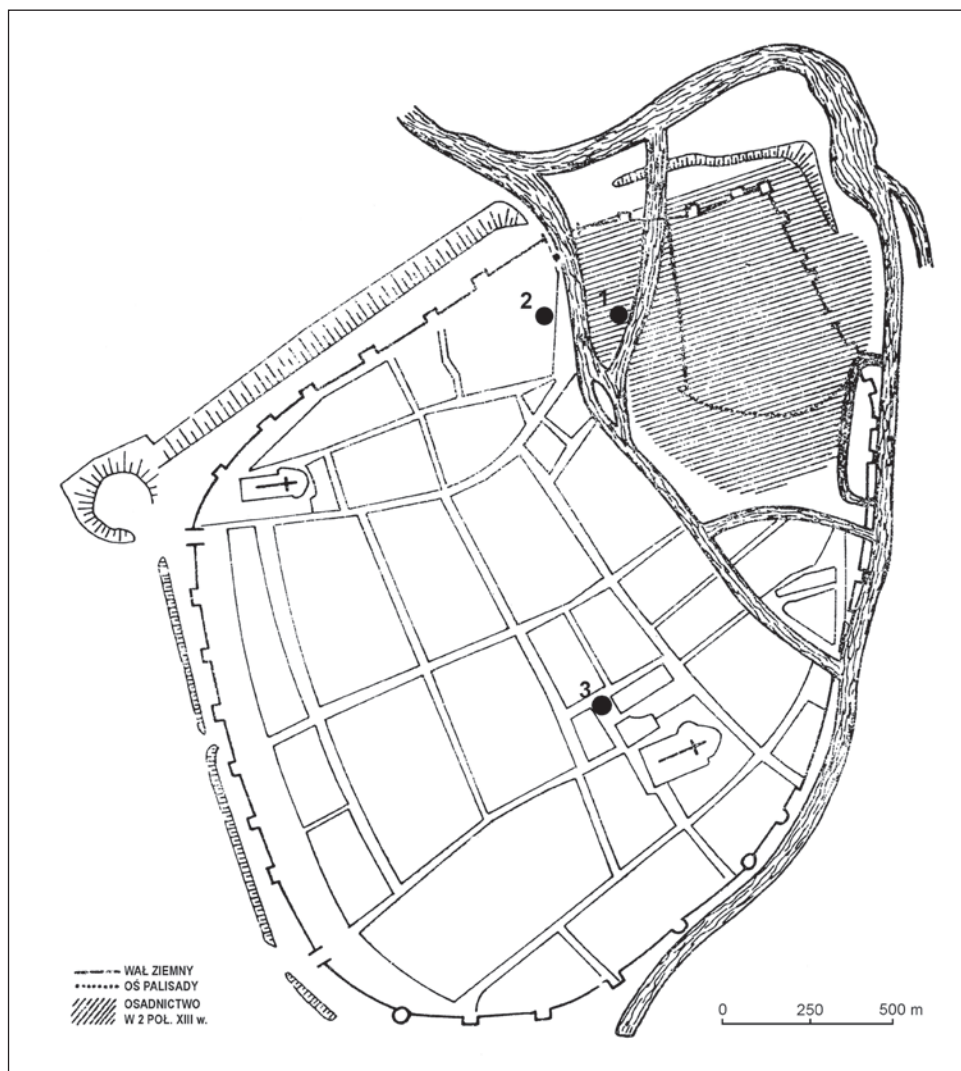 2
1
3
WAŁ ZIEMNY
OŚ PALISADY
OSADNICTWO
W 2 POŁ. XIII w.
0 250 500 m